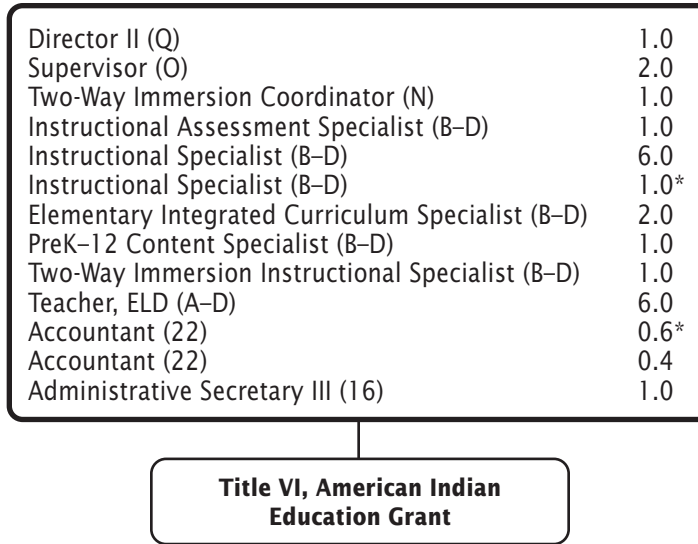 Director II (Q) 1.0
Supervisor (O) 2.0
Two-Way Immersion Coordinator (N) 1.0
Instructional Assessment Specialist (B–D) 1.0
Instructional Specialist (B–D) 6.0
Instructional Specialist (B–D) 1.0*
Elementary Integrated Curriculum Specialist (B–D) 2.0
PreK–12 Content Specialist (B–D) 1.0
Two-Way Immersion Instructional Specialist (B–D) 1.0
Teacher, ELD (A–D) 6.0
Accountant (22) 0.6*
Accountant (22) 0.4
Administrative Secretary III (16) 1.0
Title VI, American Indian
Education Grant